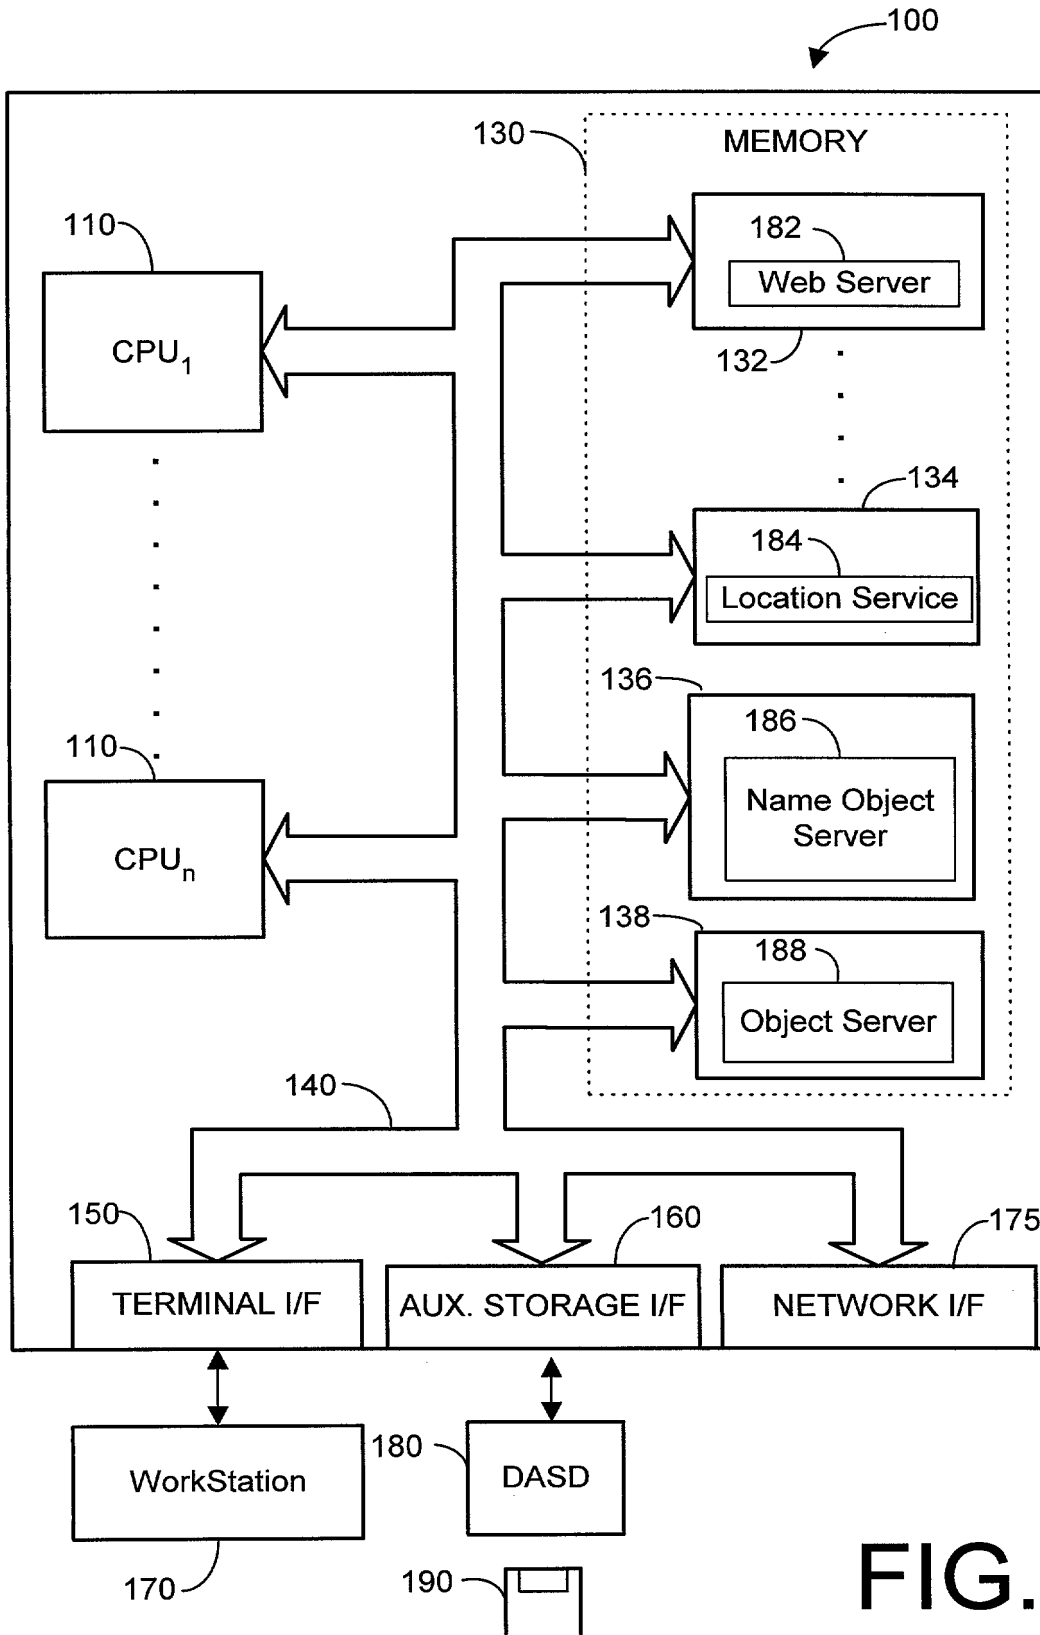 100
130
MEMORY
110
182
Web Server
CPU1
132
134
184
Location Service
136
110
186
Name Object
Server
CPUn
138
188
Object Server
140
150
160
175
TERMINAL I/F
AUX. STORAGE I/F
NETWORK I/F
180
WorkStation
DASD
170
190
FIG.